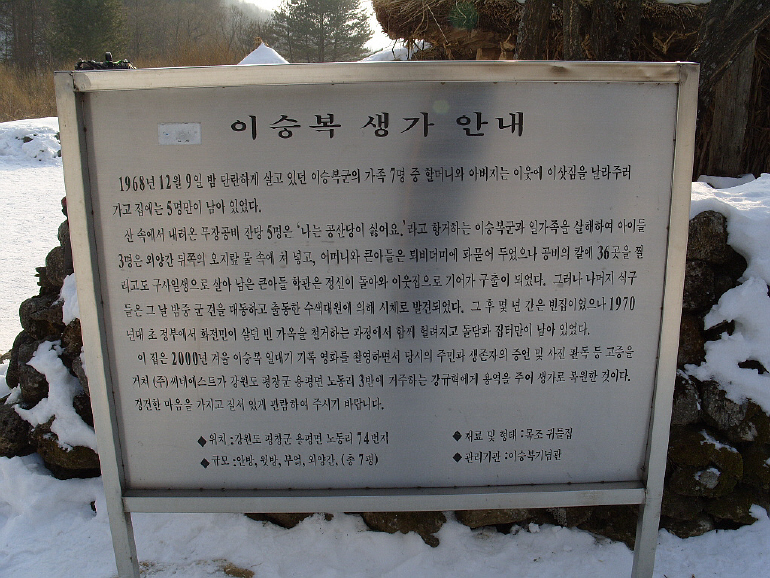 이승복 생가 안내
1968년 12월 9일 밤 단란하게 살고 있던 이승복군의 가족 7명 중 할머니와 아버지는 이웃에 이삿짐을 날라주러
가고 집에는 5명만이 남아 있었다.
산 속에서 내려온 무장공비 잔당 5명은 '나는 공산당이 싫어요.'라고 항거하는 이승복군과 일가족을 살해하여 아이들
3명은 외양간 뒤쪽의 오지랖 물 속에 처 넣고, 어머니와 큰아들은 퇴비더미에 파묻어 두었으나 공비의 칼에 36곳을 찔
리고도 구사일생으로 살아 남은 큰아들 학관은 정신이 돌아와 이웃집으로 기어가 구출이 되었다. 그러나 나머지 식구
들은 그 날 밤중 군 견을 대동하고 출동한 수색대원에 의해 시체로 발견되었다. 그 후 몇 년 간은 빈집이었으나 1970
년대 초 정부에서 화전민이 살던 빈 가옥을 철거하는 과정에서 함께 헐려지고 돌담과 집터만이 남아 있었다.
이 집은 2000년 겨울 이승복 일대기 기록 영화를 촬영하면서 당시의 주민과 생존자의 증언 및 사진 판독 등 고증을
거쳐 (주)씨네이스트가 강원도 평창군 용평면 노동리 3반에 거주하는 강규혁에게 용역을 주어 생가로 복원한 것이다.
경건한 마음을 가지고 질서 있게 관람하여 주시기 바랍니다.
◆위치 : 강원도 평창군 용평면 노동리 74번지
◆재료 및 형태 : 목조 귀틀집
◆규모 : 안방, 윗방, 부엌, 외양간, (총 7평)
◆관리기관 : 이승복기념관